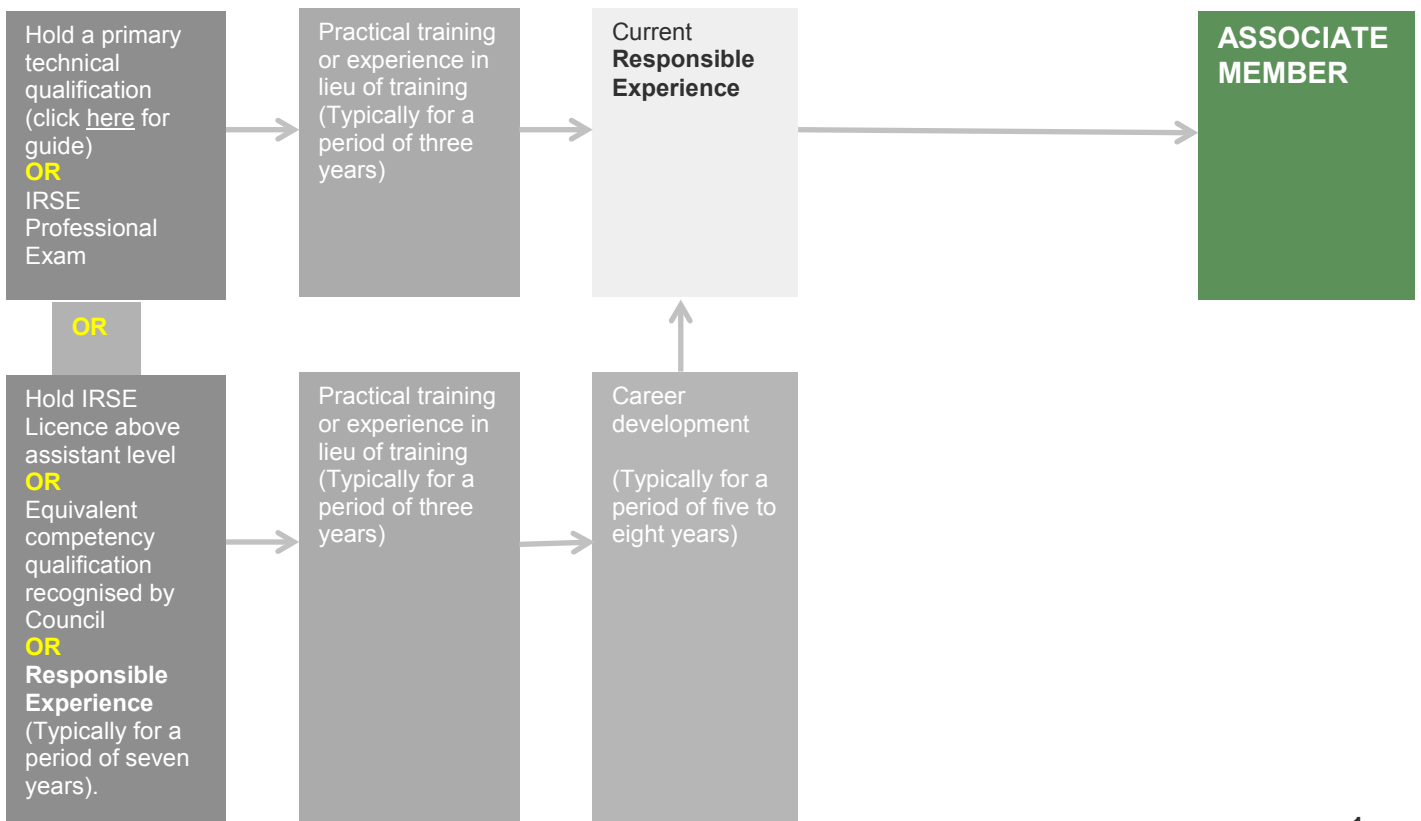 Hold a primary
technical
qualification
(click here for
guide)
OR
IRSE
Professional
Exam
Practical training
or experience in
lieu of training
(Typically for a
period of three
years)
Current
Responsible
Experience
ASSOCIATE
MEMBER
OR
Hold IRSE
Licence above
assistant level
OR
Equivalent
competency
qualification
recognised by
Council
OR
Responsible
Experience
(Typically for a
period of seven
years).
Practical training
or experience in
lieu of training
(Typically for a
period of three
years)
Career
development
(Typically for a
period of five to
eight years)